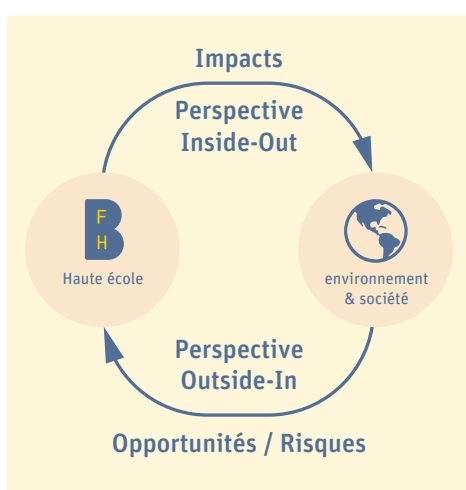 Impacts
Perspective
Inside-Out
B
F
H
Haute école
environnement
& société
Perspective
Outside-In
Opportunités / Risques